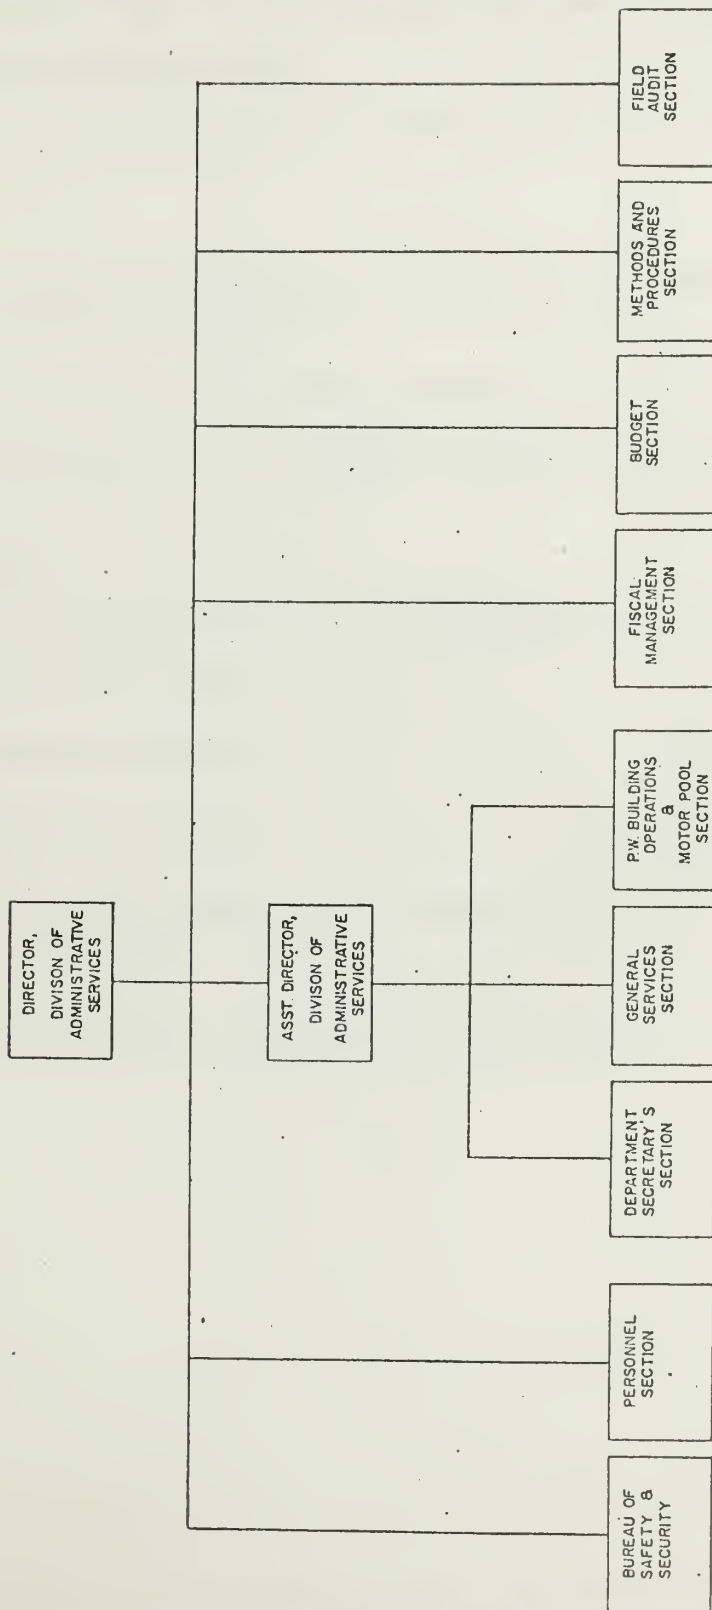 DIRECTOR,
DIVISON OF
ADMINISTRATIVE
SERVICES
ASST. DIRECTOR,
DIVISON OF
ADMINISTRATIVE
SERVICES
BUREAU OF
SAFETY &
SECURITY
PERSONNEL
SECTION
DEPARTMENT
SECRETARY'S
SECTION
GENERAL
SERVICES
SECTION
P.W. BUILDING
OPERATIONS
&
MOTOR POOL
SECTION
FISCAL
MANAGEMENT
SECTION
BUDGET
SECTION
METHODS AND
PROCEDURES
SECTION
FIELD
AUDIT
SECTION